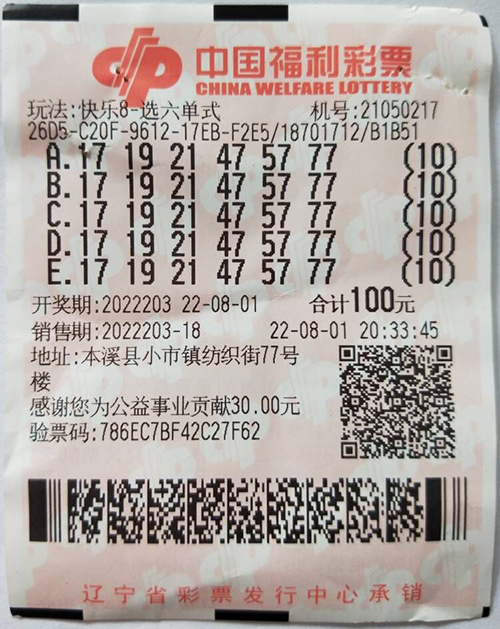 中国福利彩票
CHINA WELFARE LOTTERY
玩法:快乐8-选六单式 机号:21050217
26D5-C20F-9612-17EB-F2E5/18701712/B1B51
A.17 19 21 47 57 77 (10)
B.17 19 21 47 57 77 (10)
C.17 19 21 47 57 77 (10)
D.17 19 21 47 57 77 (10)
E.17 19 21 47 57 77 (10)
开奖期:2022203 22-08-01 合计100元
销售期:2022203-18 22-08-01 20:33:45
地址:本溪县小市镇纺织街77号
楼
感谢您为公益事业贡献30.00元
验票码:786EC7BF42C27F62
辽宁省彩票发行中心承销